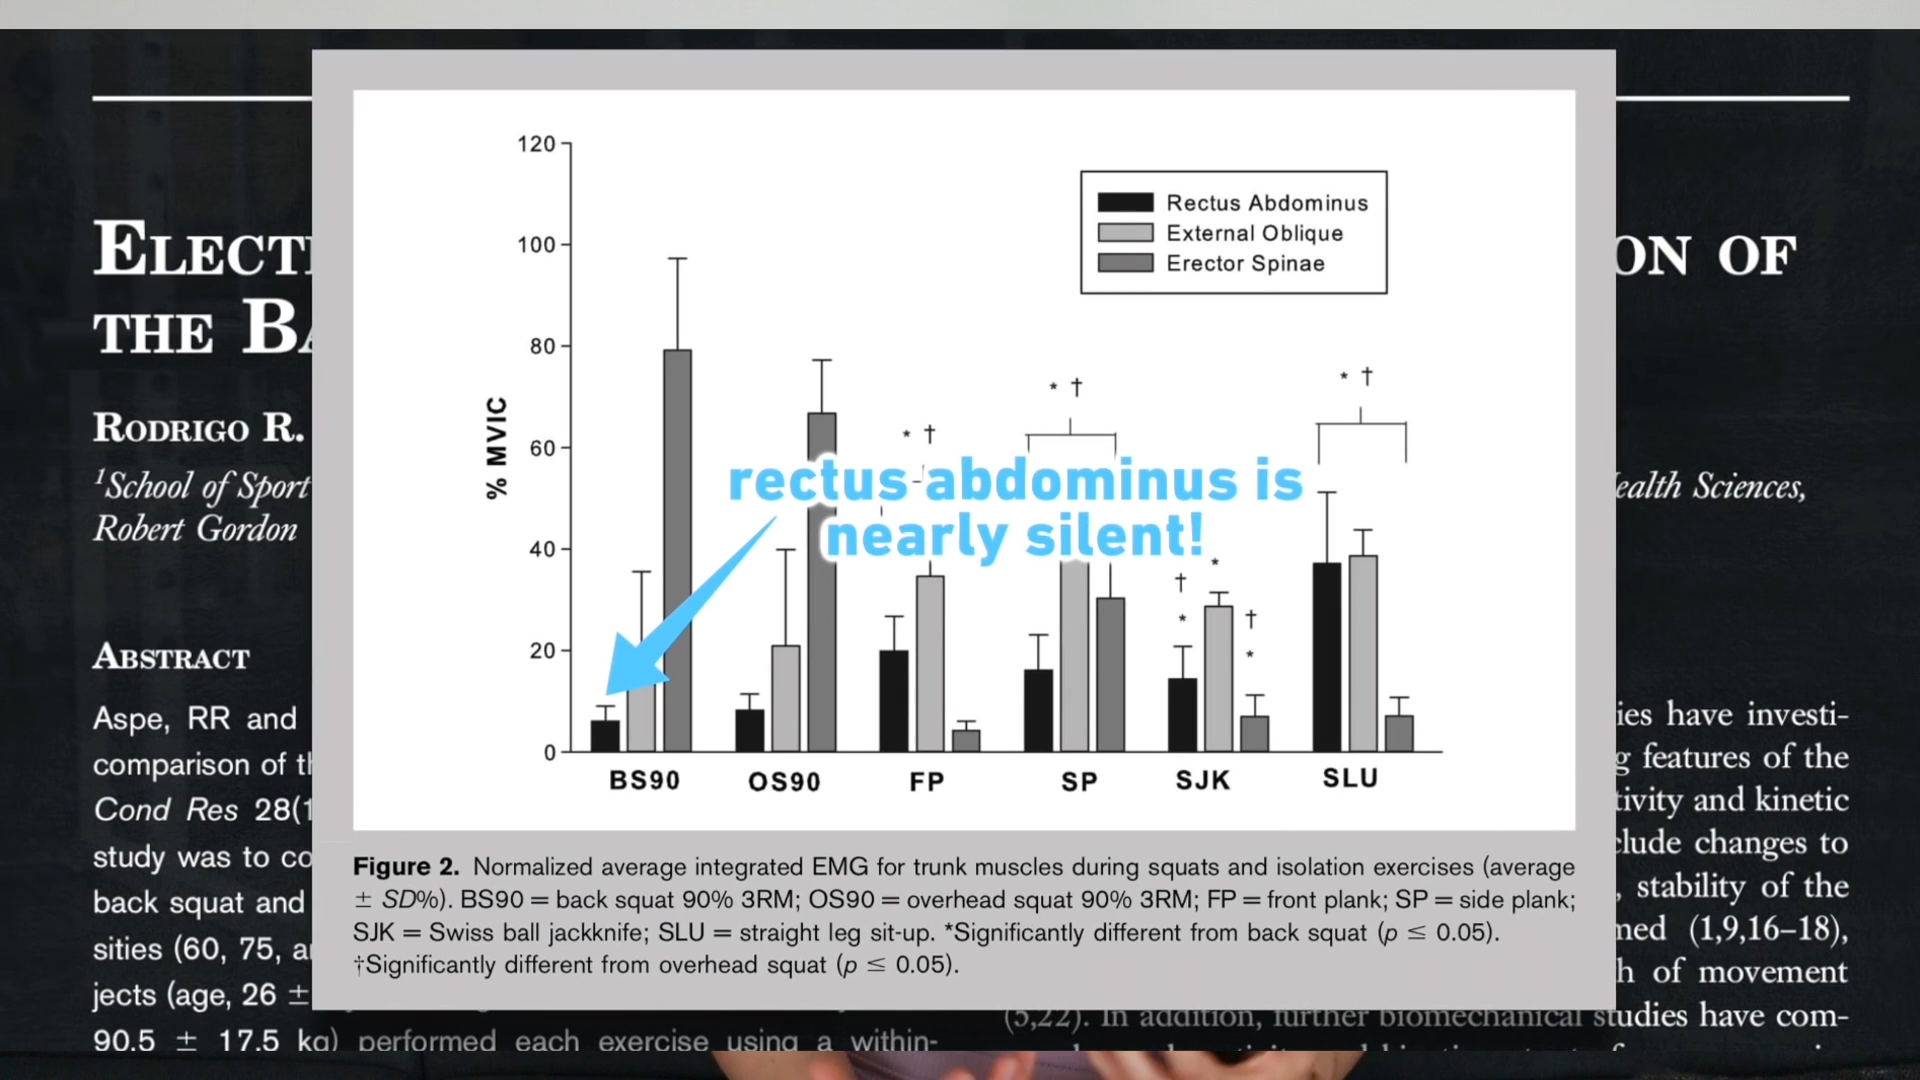 ELECT
ON OF
THE BA
RODRIGO R.
1School of Sport
ealth Sciences,
Robert Gordon
ABSTRACT
Aspe, RR and
comparison of th
Cond Res 28(1
study was to co
back squat and
sities (60, 75, a
jects (age, 26 ±
90.5 ± 17.5 kg) performed each exercise using a within-
120
100
80
60
40
20
0
% MVIC
Rectus Abdominus
External Oblique
Erector Spinae
* †
* †
* †
rectus abdominus is
nearly silent!
†
*
*
†
*
BS90 OS90 FP SP SJK SLU
Figure 2. Normalized average integrated EMG for trunk muscles during squats and isolation exercises (average
± SD%). BS90 = back squat 90% 3RM; OS90 = overhead squat 90% 3RM; FP = front plank; SP = side plank;
SJK = Swiss ball jackknife; SLU = straight leg sit-up. *Significantly different from back squat (p ≤ 0.05).
†Significantly different from overhead squat (p ≤ 0.05).
ies have investi-
g features of the
tivity and kinetic
clude changes to
, stability of the
med (1,9,16–18),
h of movement
(5,22). In addition, further biomechanical studies have com-